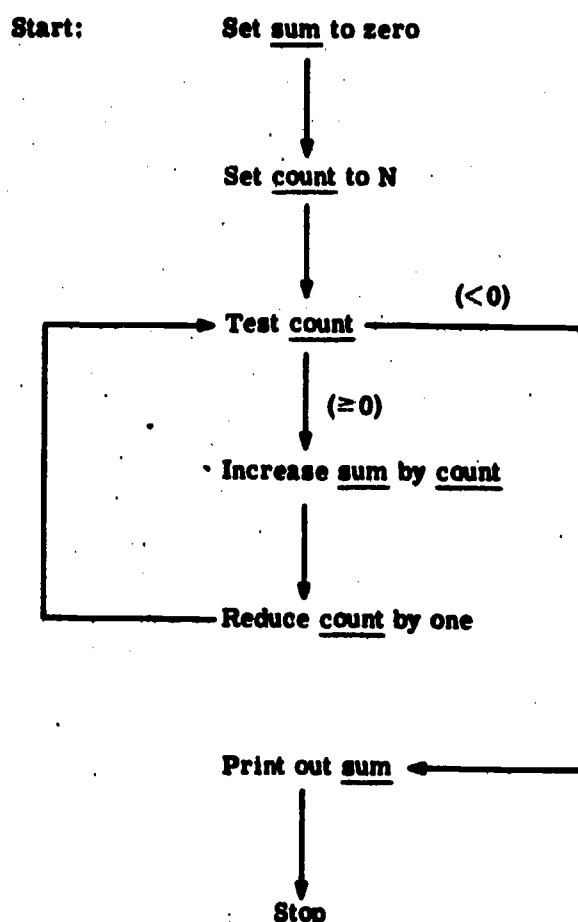 Start: Set sum to zero
Set count to N
(<0)
Test count
(≥0)
Increase sum by count
Reduce count by one
Print out sum
Stop